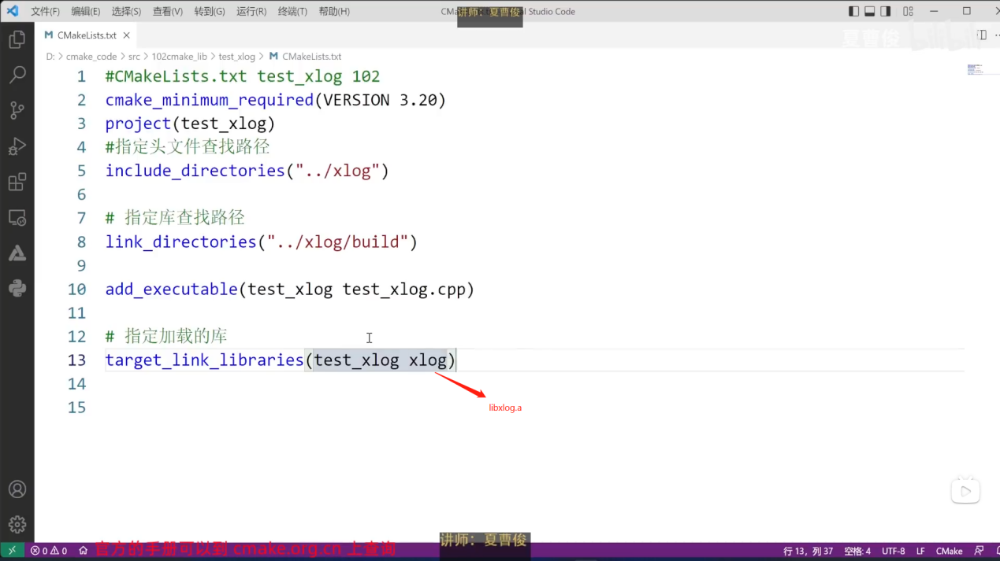 文件(F) 编辑(E) 选择(S) 查看(V) 转到(G) 运行(R) 终端(T) 帮助(H) CMa 讲师：夏曹俊 l Studio Code
CMakeLists.txt
夏曹俊
D: > cmake_code > src > 102cmake_lib > test_xlog > CMakeLists.txt
1 #CMakeLists.txt test_xlog 102
2 cmake_minimum_required(VERSION 3.20)
3 project(test_xlog)
4 #指定头文件查找路径
5 include_directories("../xlog")
6
7 # 指定库查找路径
8 link_directories("../xlog/build")
9
10 add_executable(test_xlog test_xlog.cpp)
11
12 # 指定加载的库
13 target_link_libraries(test_xlog xlog)
14
libxlog.a
15
讲师：夏曹俊
0 0 官方的手册可以到 cmake.org.cn 上查询 行 13，列 37 空格: 4 UTF-8 LF CMake